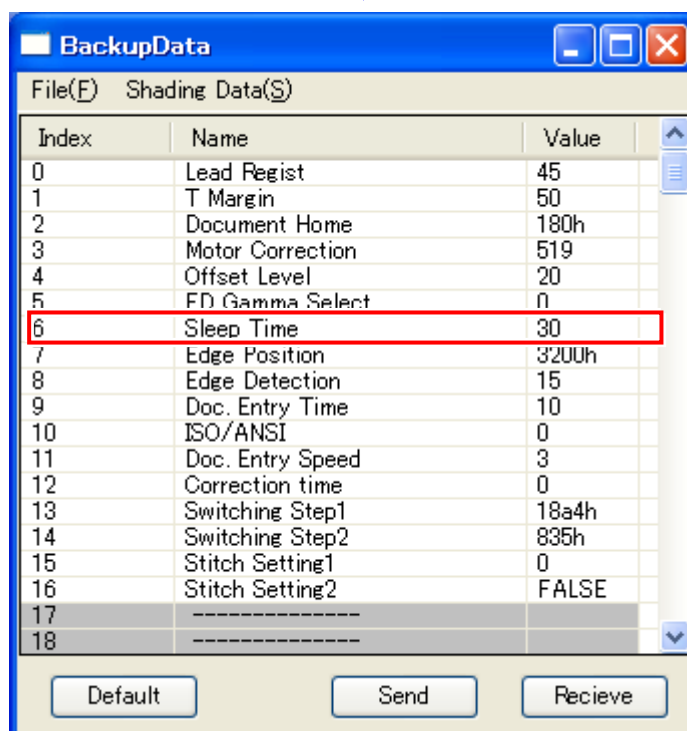 BackupData
File(F) Shading Data(S)
Index Name Value
0 Lead Regist 45
1 T Margin 50
2 Document Home 180h
3 Motor Correction 519
4 Offset Level 20
5 ED Gamma Select 0
6 Sleep Time 30
7 Edge Position 3200h
8 Edge Detection 15
9 Doc. Entry Time 10
10 ISO/ANSI 0
11 Doc. Entry Speed 3
12 Correction time 0
13 Switching Step1 18a4h
14 Switching Step2 835h
15 Stitch Setting1 0
16 Stitch Setting2 FALSE
17 --------------
18 --------------
Default Send Recieve